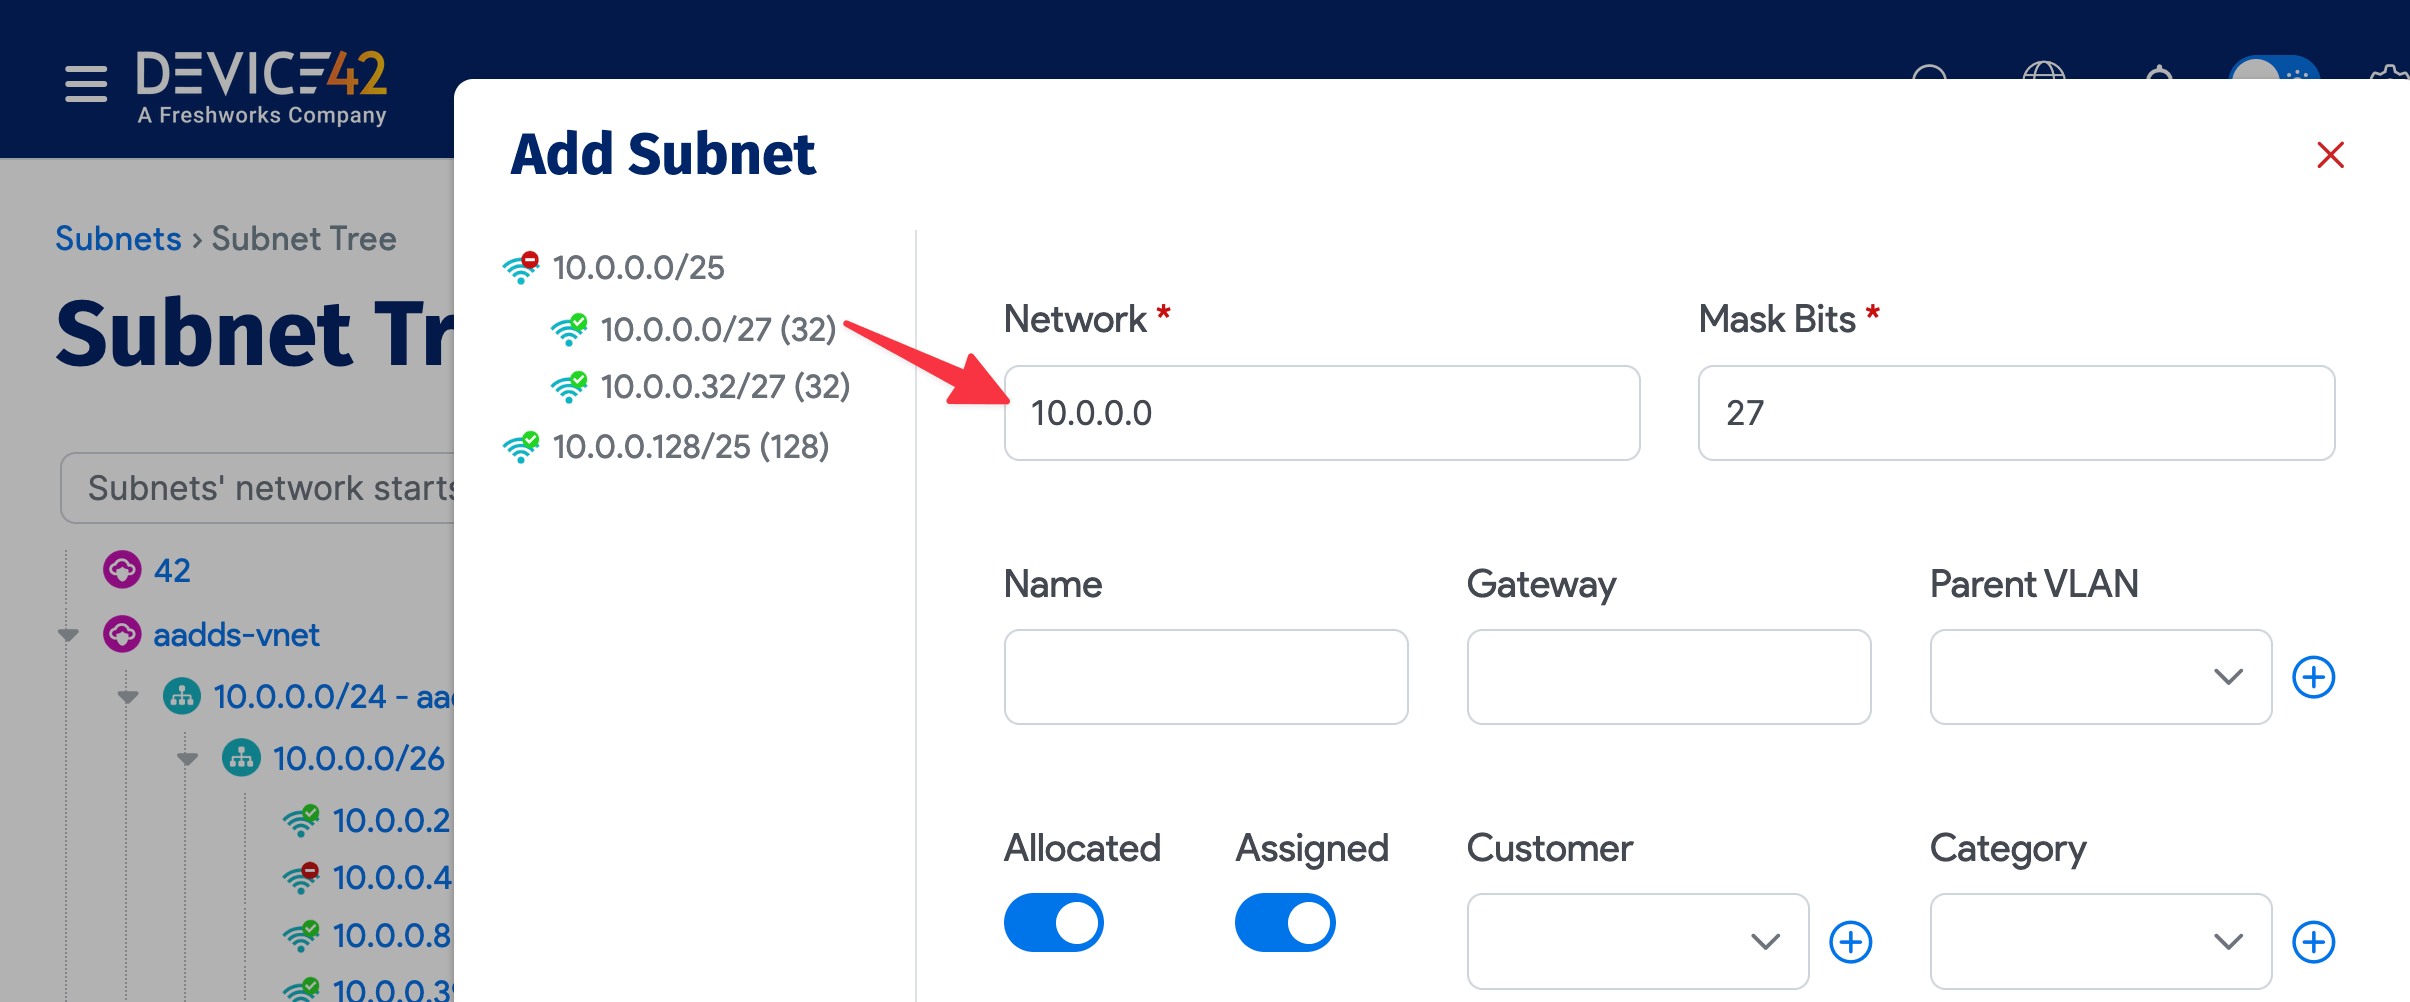 DEVICE42
A Freshworks Company
Add Subnet
Subnets › Subnet Tree
Subnet Tr
Subnets' network starts
42
aadds-vnet
10.0.0.0/24 - aad
10.0.0.0/26
10.0.0.2
10.0.0.4
10.0.0.8
10.0.0.39
10.0.0.0/25
10.0.0.0/27 (32)
10.0.0.32/27 (32)
10.0.0.128/25 (128)
Network *
Mask Bits *
10.0.0.0
27
Name
Gateway
Parent VLAN
Allocated
Assigned
Customer
Category